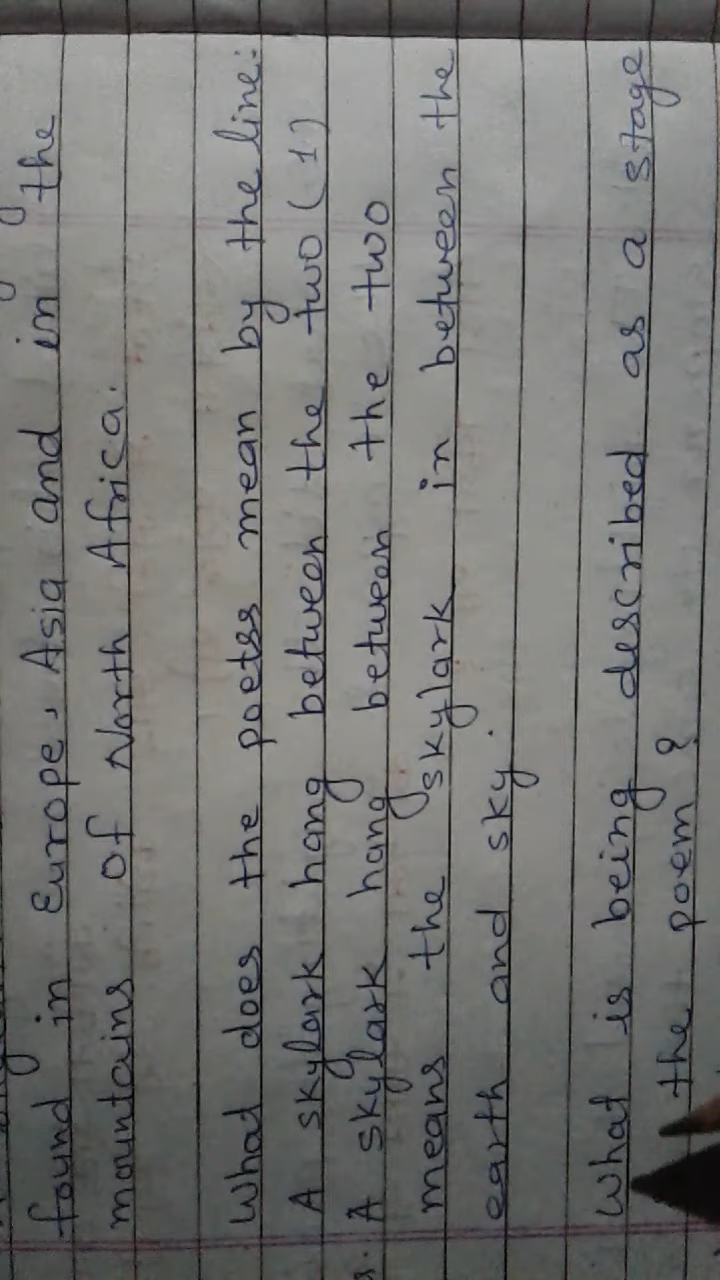 found in Europe, Asia and in the
mountains of North Africa.
What does the poetss mean by the line:
A skylark hang between the two (1)
A skylark hang between the two
means the skylark in between the
earth and sky.
What is being described as a stage
the poem?